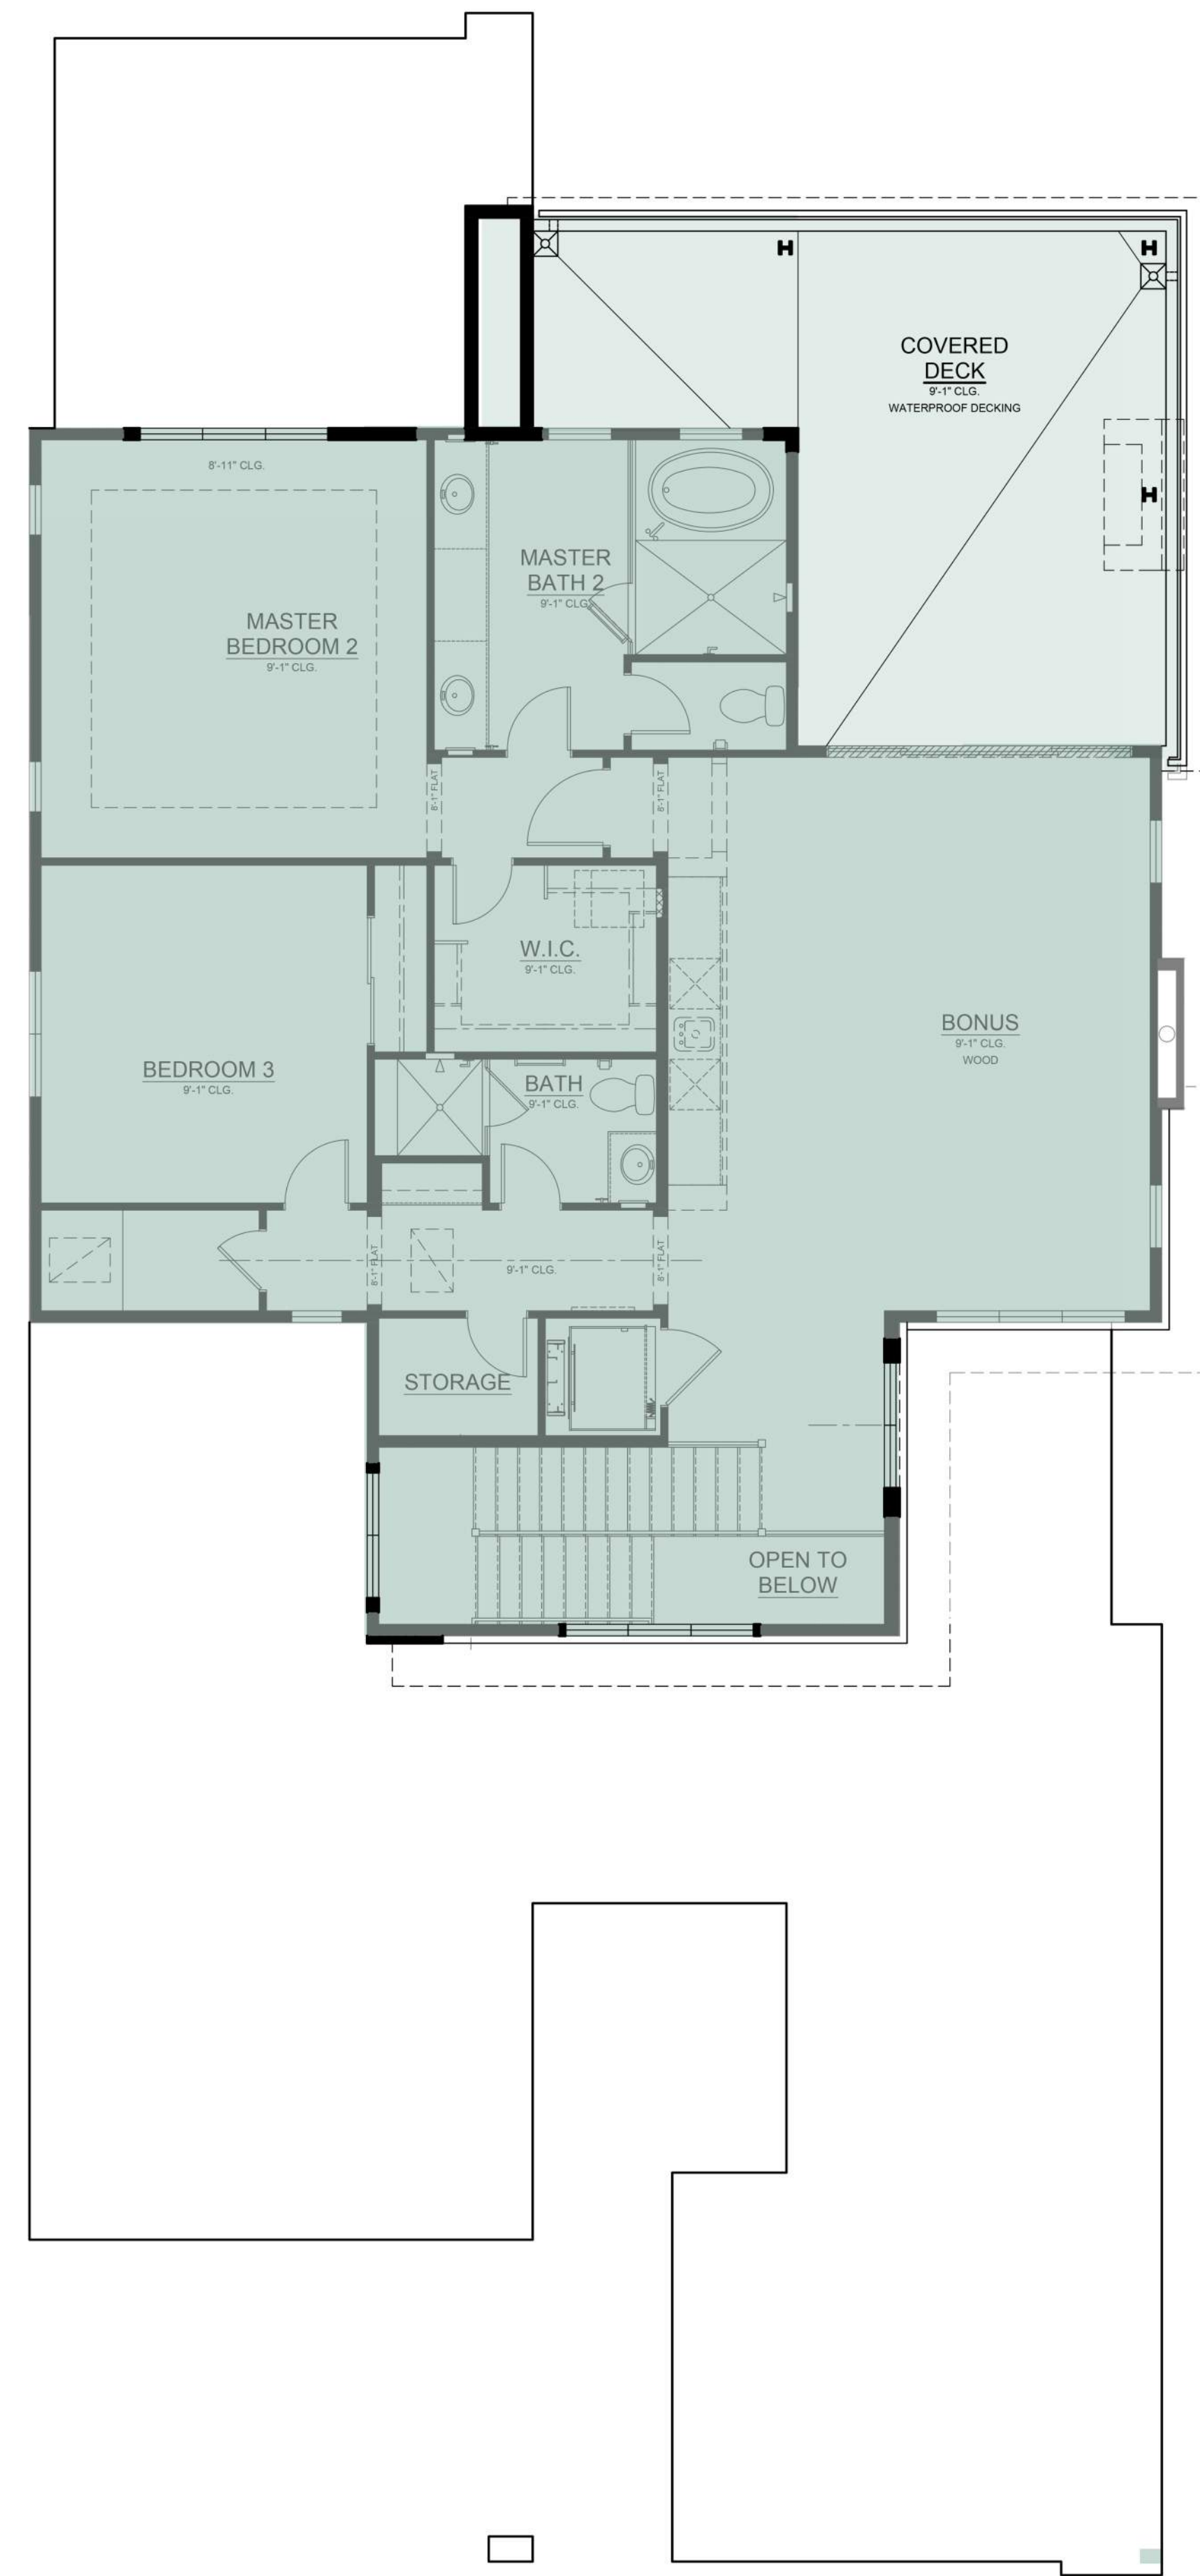 COVERED
DECK
9'-1" CLG.
WATERPROOF DECKING
8'-11" CLG.
MASTER
BATH 2
9'-1" CLG.
MASTER
BEDROOM 2
9'-1" CLG.
8'-1" FLAT
8'-1" FLAT
W.I.C.
9'-1" CLG.
BONUS
9'-1" CLG.
WOOD
BEDROOM 3
9'-1" CLG.
BATH
9'-1" CLG.
8'-1" FLAT
9'-1" CLG.
8'-1" FLAT
STORAGE
OPEN TO
BELOW